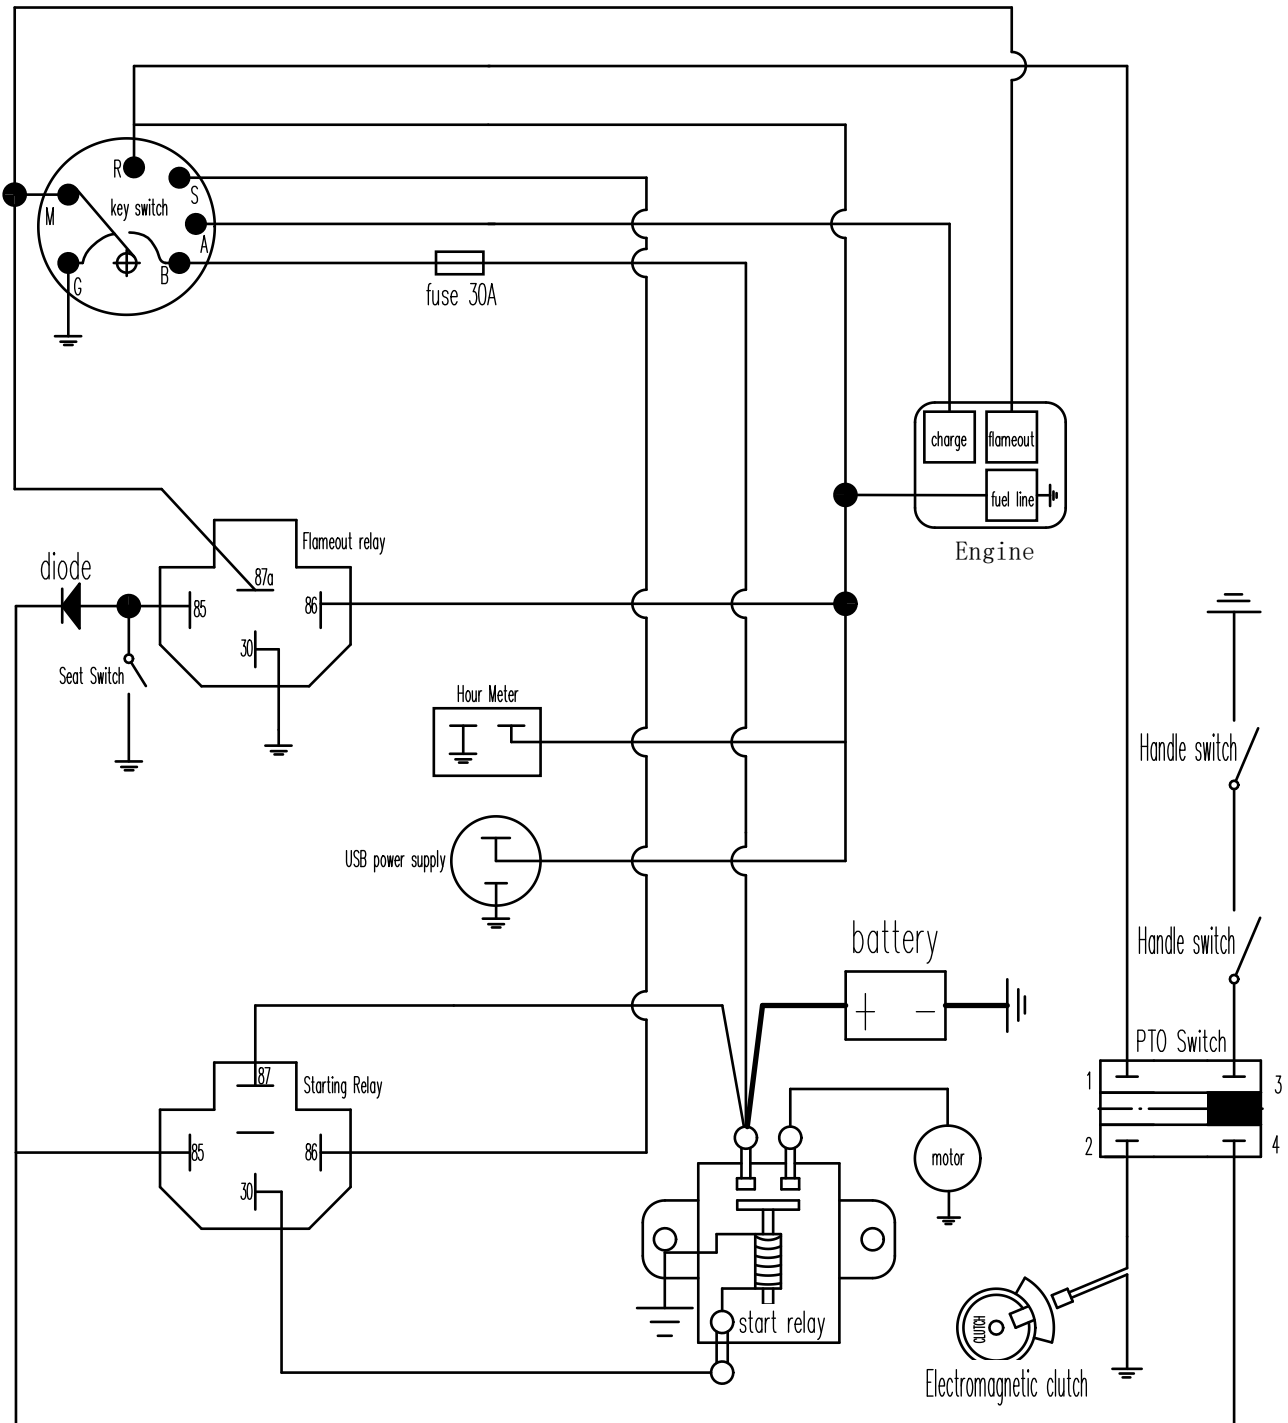 R
S
M
key switch
A
G
B
fuse 30A
charge
flameout
fuel line
Engine
Flameout relay
diode
87a
85
86
30
Seat Switch
Hour Meter
Handle switch
USB power supply
battery
Handle switch
+ -
PTO Switch
87
Starting Relay
1
3
85
86
2
4
motor
30
start relay
CLUTCH
Electromagnetic clutch